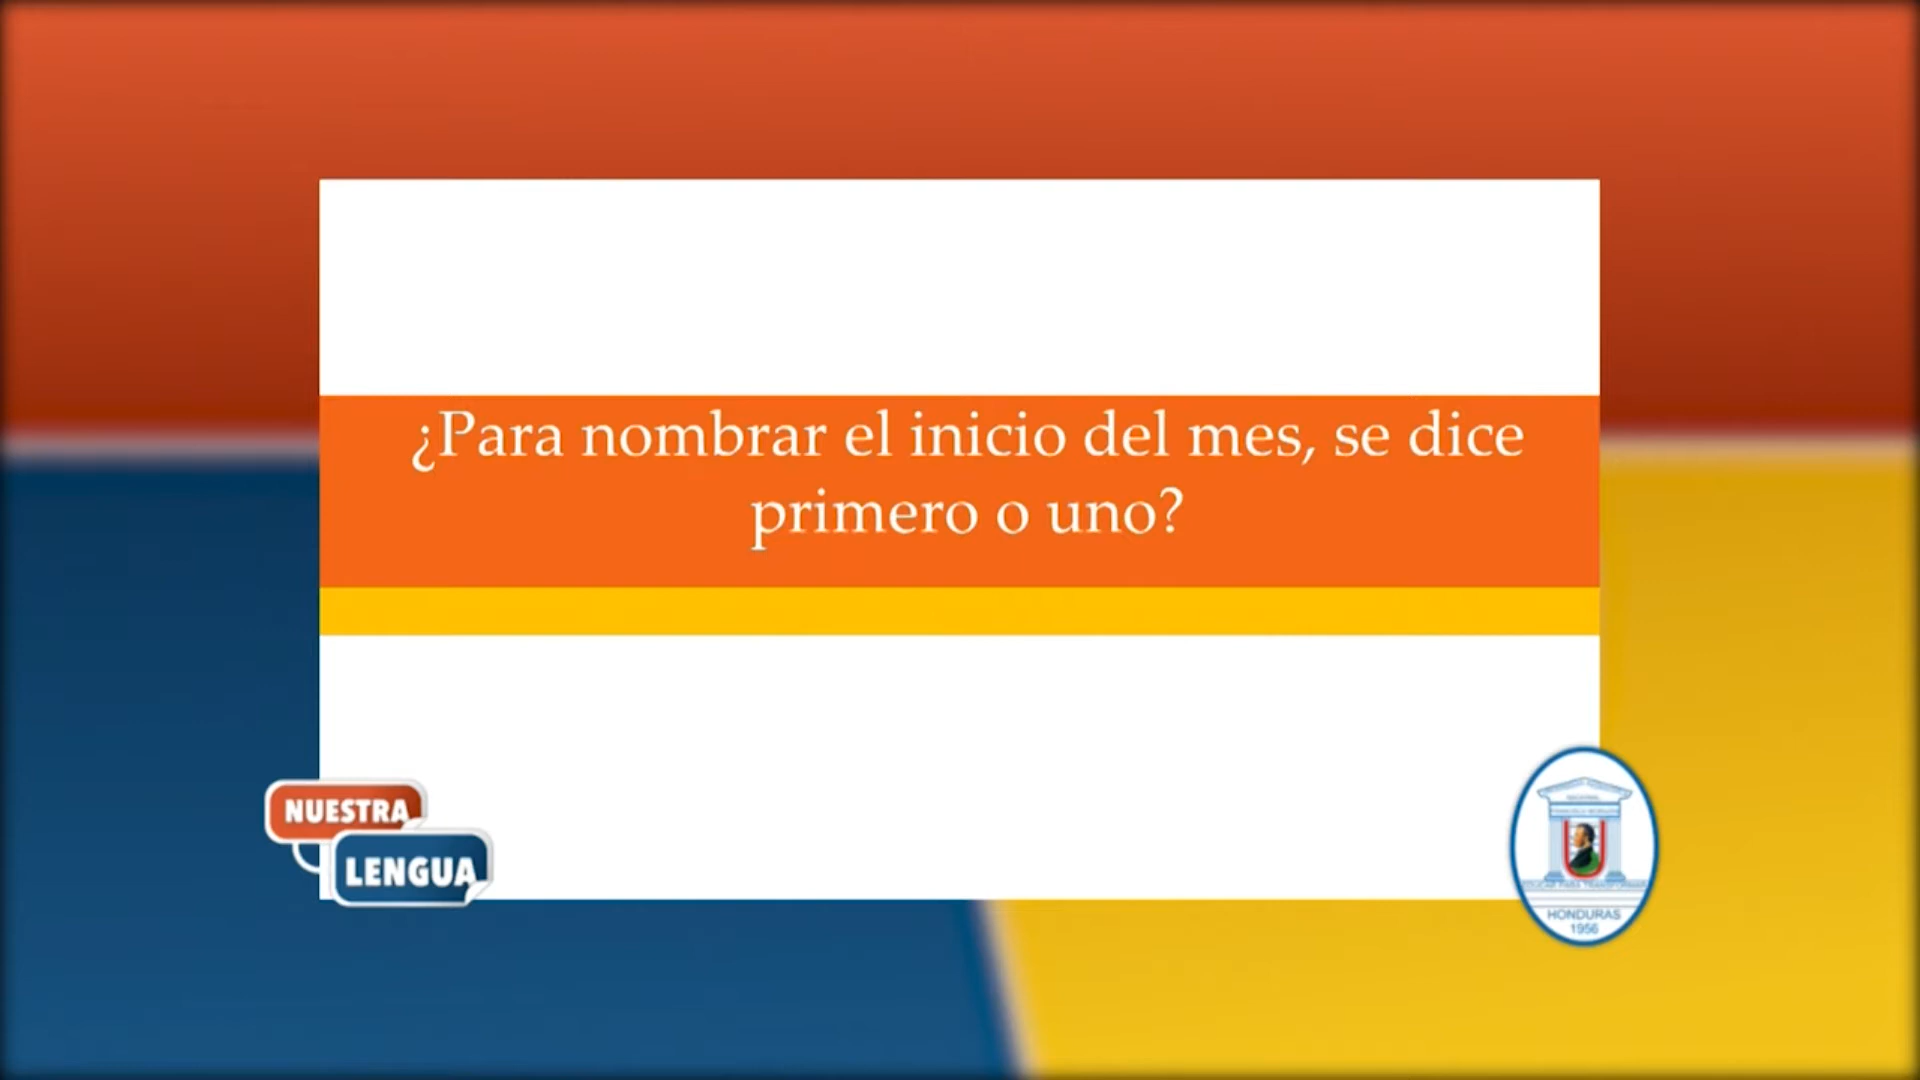 ¿Para nombrar el inicio del mes, se dice
primero o uno?
NUESTRA
LENGUA
HONDURAS
1956